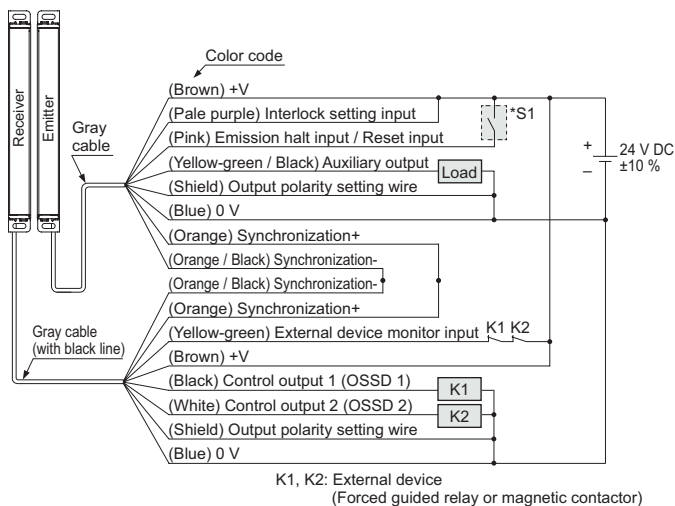 Color code
Receiver
Emitter
Gray
cable
(Brown) +V
(Pale purple) Interlock setting input
*S1
(Pink) Emission halt input / Reset input
(Yellow-green / Black) Auxiliary output
Load
+
24 V DC
±10 %
–
(Shield) Output polarity setting wire
(Blue) 0 V
(Orange) Synchronization+
(Orange / Black) Synchronization-
(Orange / Black) Synchronization-
(Orange) Synchronization+
Gray cable
(with black line)
(Yellow-green) External device monitor input
K1 K2
(Brown) +V
(Black) Control output 1 (OSSD 1)
K1
(White) Control output 2 (OSSD 2)
K2
(Shield) Output polarity setting wire
(Blue) 0 V
K1, K2: External device
(Forced guided relay or magnetic contactor)